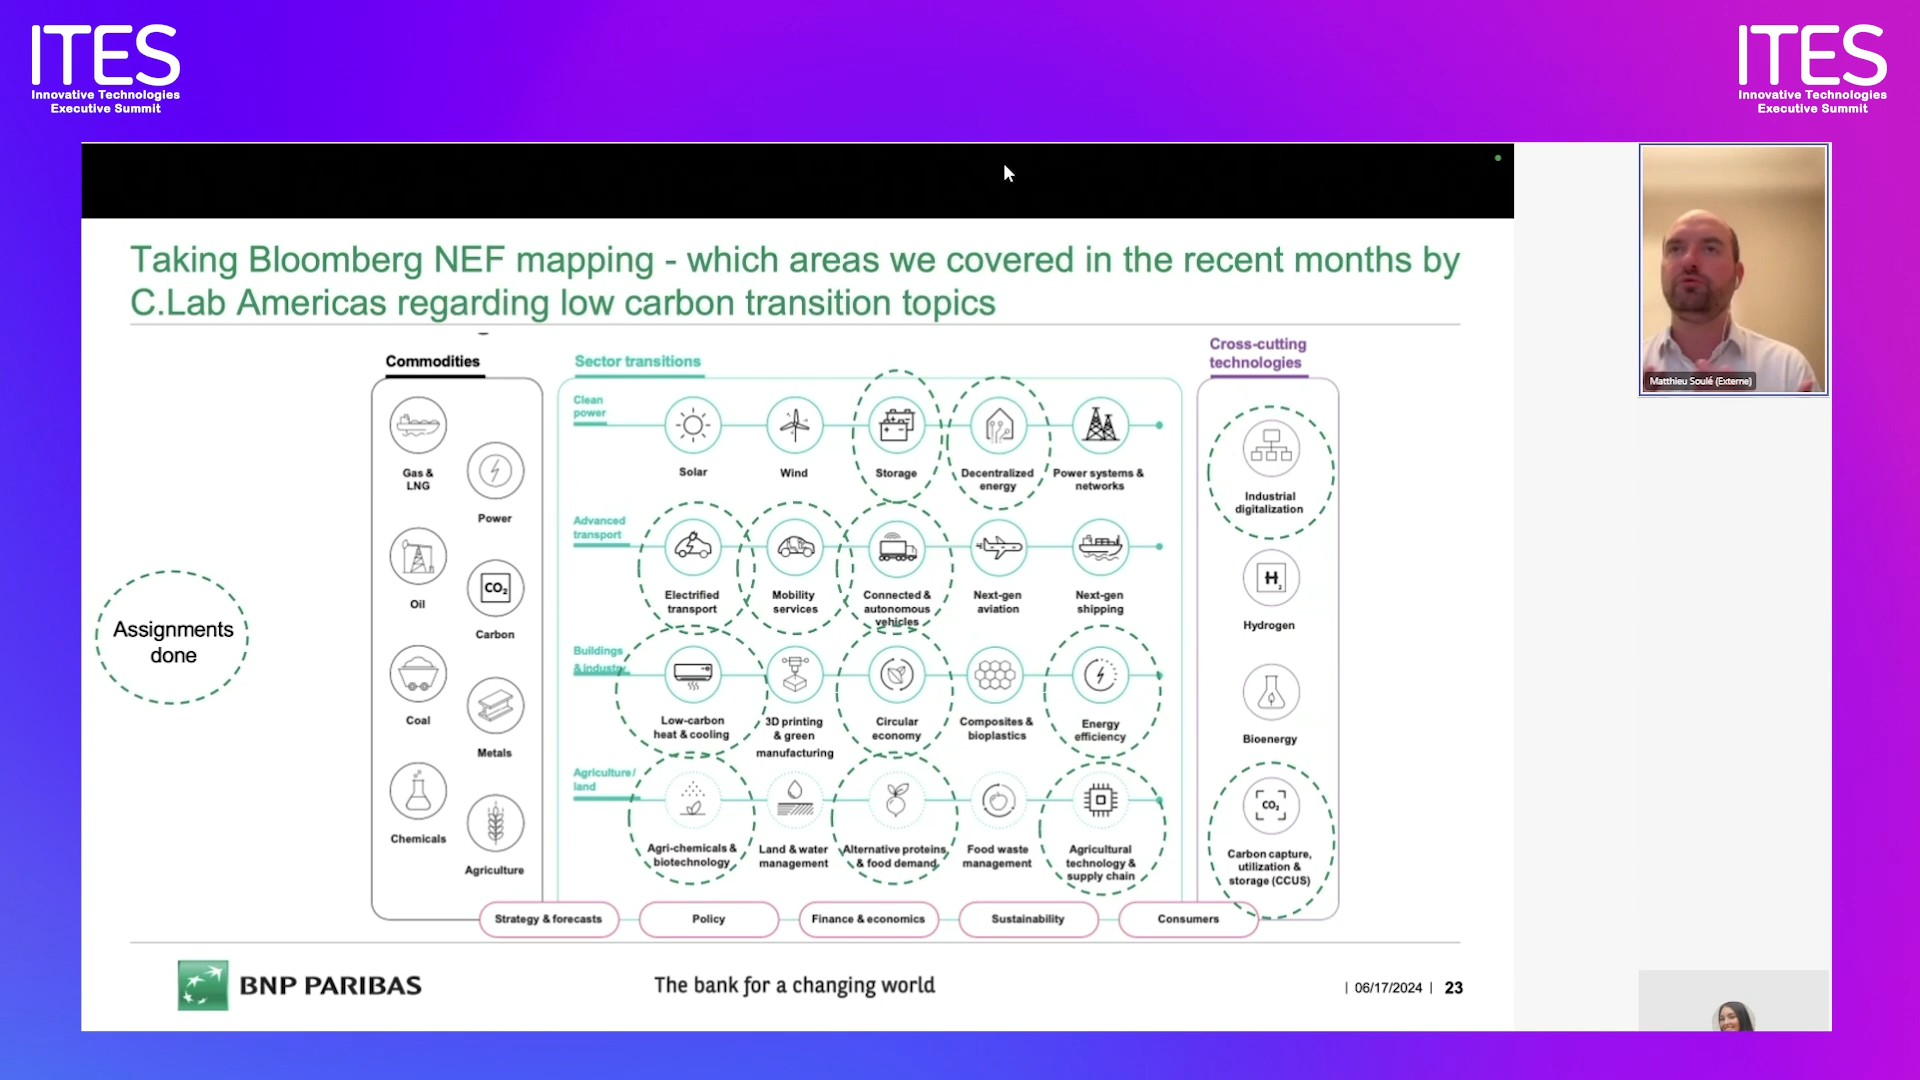 ITES
Innovative Technologies
Executive Summit
ITES
Innovative Technologies
Executive Summit
Taking Bloomberg NEF mapping - which areas we covered in the recent months by
C.Lab Americas regarding low carbon transition topics
Matthieu Soulé (Externe)
Assignments
done
Commodities
Gas &
LNG
Power
Oil
CO2
Carbon
Coal
Metals
Chemicals
Agriculture
Sector transitions
Clean
power
Solar
Wind
Storage
Decentralized
energy
Power systems &
networks
Advanced
transport
Electrified
transport
Mobility
services
Connected &
autonomous
vehicles
Next-gen
aviation
Next-gen
shipping
Buildings
& industry
Low-carbon
heat & cooling
3D printing
& green
manufacturing
Circular
economy
Composites &
bioplastics
Energy
efficiency
Agriculture/
land
Agri-chemicals &
biotechnology
Land & water
management
Alternative proteins
& food demand
Food waste
management
Agricultural
technology &
supply chain
Cross-cutting
technologies
Industrial
digitalization
H2
Hydrogen
Bioenergy
CO2
Carbon capture,
utilization &
storage (CCUS)
Strategy & forecasts
Policy
Finance & economics
Sustainability
Consumers
BNP PARIBAS
The bank for a changing world
| 06/17/2024 | 23